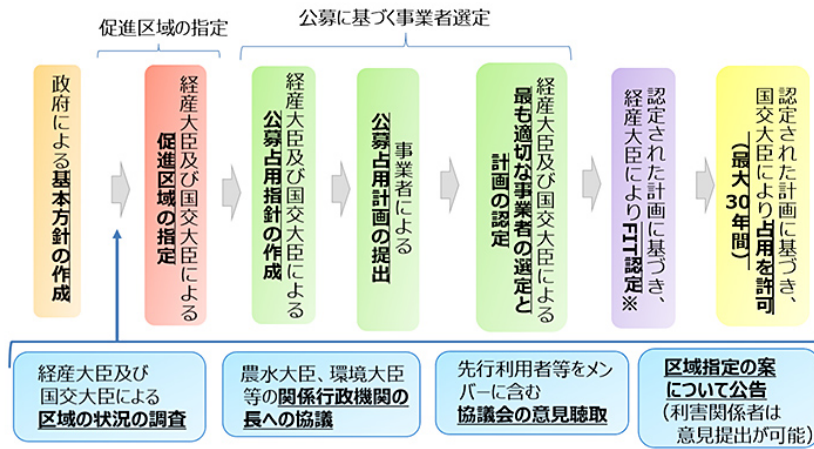 促進区域の指定
公募に基づく事業者選定
政府による基本方針の作成
経産大臣及び国交大臣による
促進区域の指定
経産大臣及び国交大臣による
公募占用指針の作成
事業者による
公募占用計画の提出
経産大臣及び国交大臣による
最も適切な事業者の選定と
計画の認定
認定された計画に基づき、
経産大臣によりFIT認定※
認定された計画に基づき、
国交大臣により占用を許可
(最大30年間)
経産大臣及び
国交大臣による
区域の状況の調査
農水大臣、環境大臣
等の関係行政機関の
長への協議
先行利用者等をメン
バーに含む
協議会の意見聴取
区域指定の案
について公告
(利害関係者は
意見提出が可能)